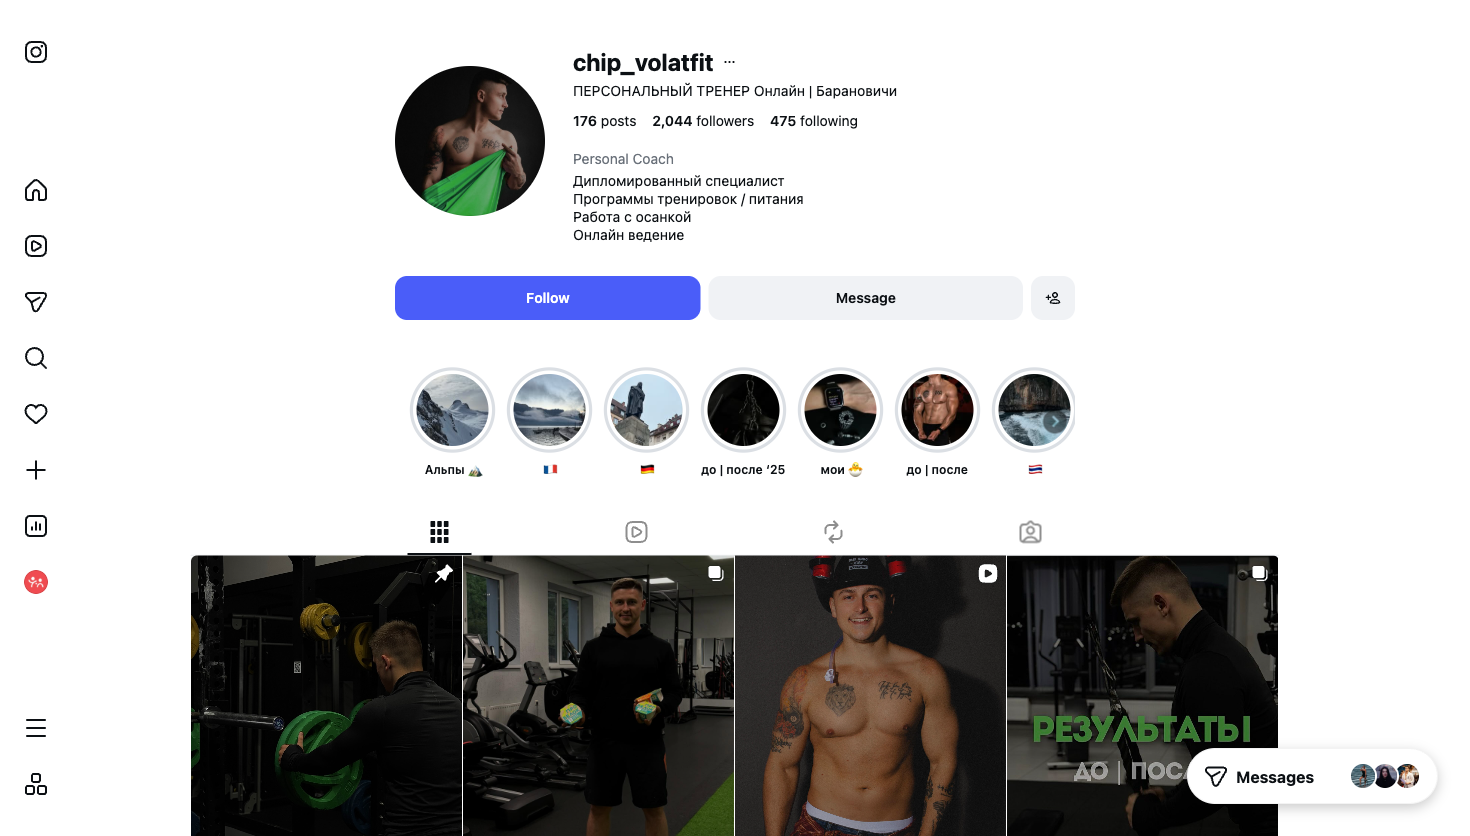 chip_volatfit ...
ПЕРСОНАЛЬНЫЙ ТРЕНЕР Онлайн | Барановичи
176 posts 2,044 followers 475 following
Personal Coach
Дипломированный специалист
Программы тренировок / питания
Работа с осанкой
Онлайн ведение
Follow
Message
Альпы 🏔️
🇫🇷
🇩🇪
до | после ‘25
мои 🐣
до | после
🇹🇭
РЕЗУЛЬТАТЫ
ДО | ПОС
Messages